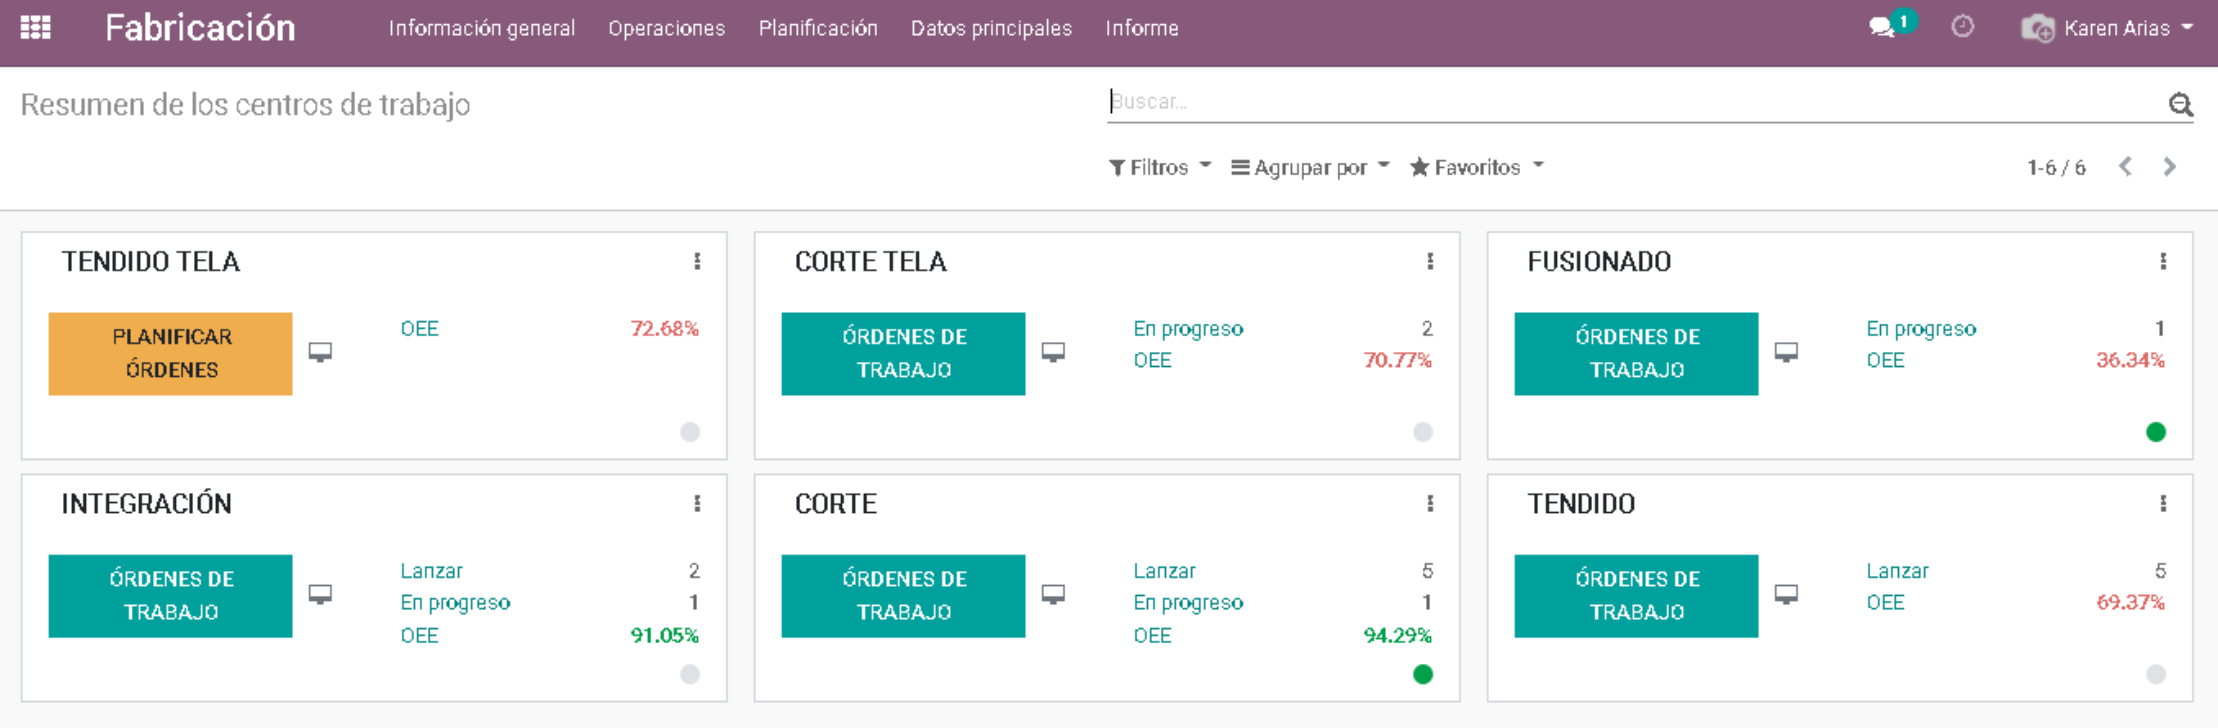 Fabricación Información general Operaciones Planificación Datos principales Informe 1 Karen Arias
Resumen de los centros de trabajo
Buscar...
Filtros Agrupar por Favoritos 1-6 / 6
TENDIDO TELA
PLANIFICAR
ÓRDENES
OEE 72.68%
CORTE TELA
ÓRDENES DE
TRABAJO
En progreso 2
OEE 70.77%
FUSIONADO
ÓRDENES DE
TRABAJO
En progreso 1
OEE 36.34%
INTEGRACIÓN
ÓRDENES DE
TRABAJO
Lanzar 2
En progreso 1
OEE 91.05%
CORTE
ÓRDENES DE
TRABAJO
Lanzar 5
En progreso 1
OEE 94.29%
TENDIDO
ÓRDENES DE
TRABAJO
Lanzar 5
OEE 69.37%